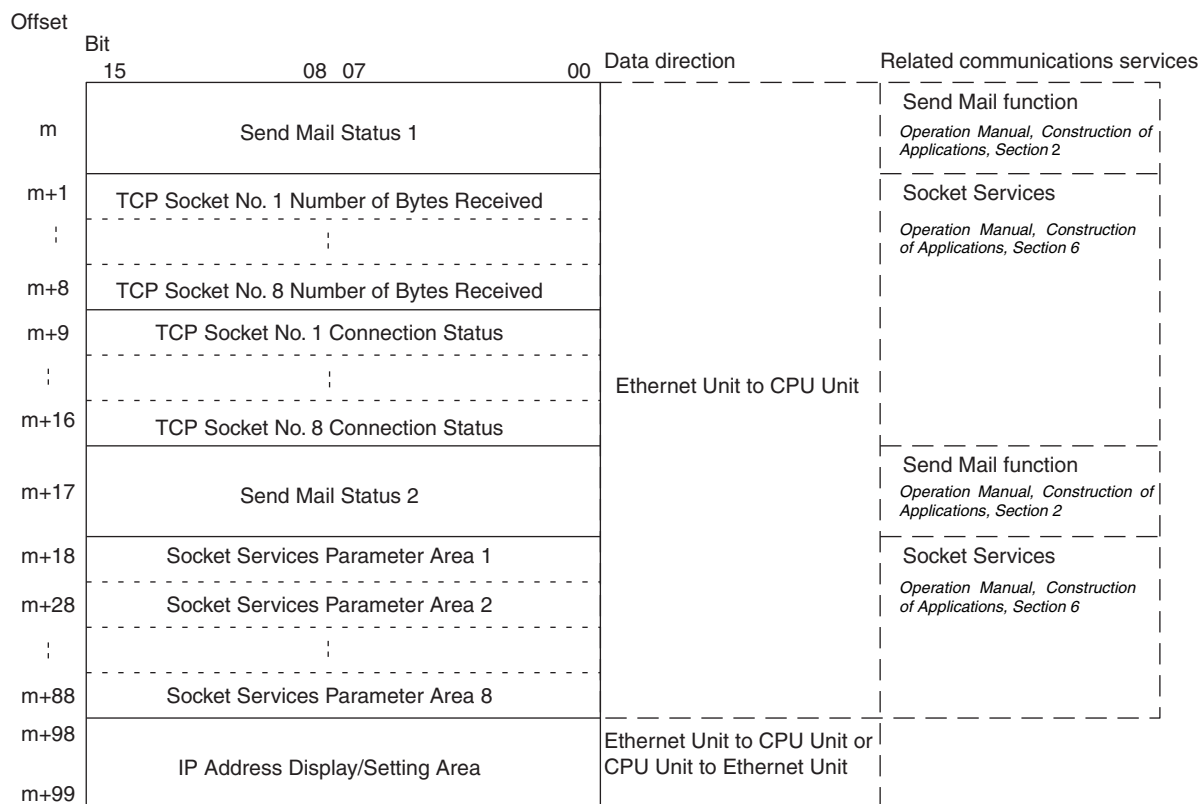 Offset
Bit
15 08 07 00 Data direction Related communications services
m Send Mail Status 1 Send Mail function
Operation Manual, Construction of
Applications, Section 2
m+1 TCP Socket No. 1 Number of Bytes Received Socket Services
Operation Manual, Construction
of Applications, Section 6
m+8 TCP Socket No. 8 Number of Bytes Received
m+9 TCP Socket No. 1 Connection Status
Ethernet Unit to CPU Unit
m+16 TCP Socket No. 8 Connection Status
m+17 Send Mail Status 2 Send Mail function
Operation Manual, Construction of
Applications, Section 2
m+18 Socket Services Parameter Area 1 Socket Services
m+28 Socket Services Parameter Area 2 Operation Manual, Construction
of Applications, Section 6
m+88 Socket Services Parameter Area 8
m+98 Ethernet Unit to CPU Unit or
IP Address Display/Setting Area CPU Unit to Ethernet Unit
m+99